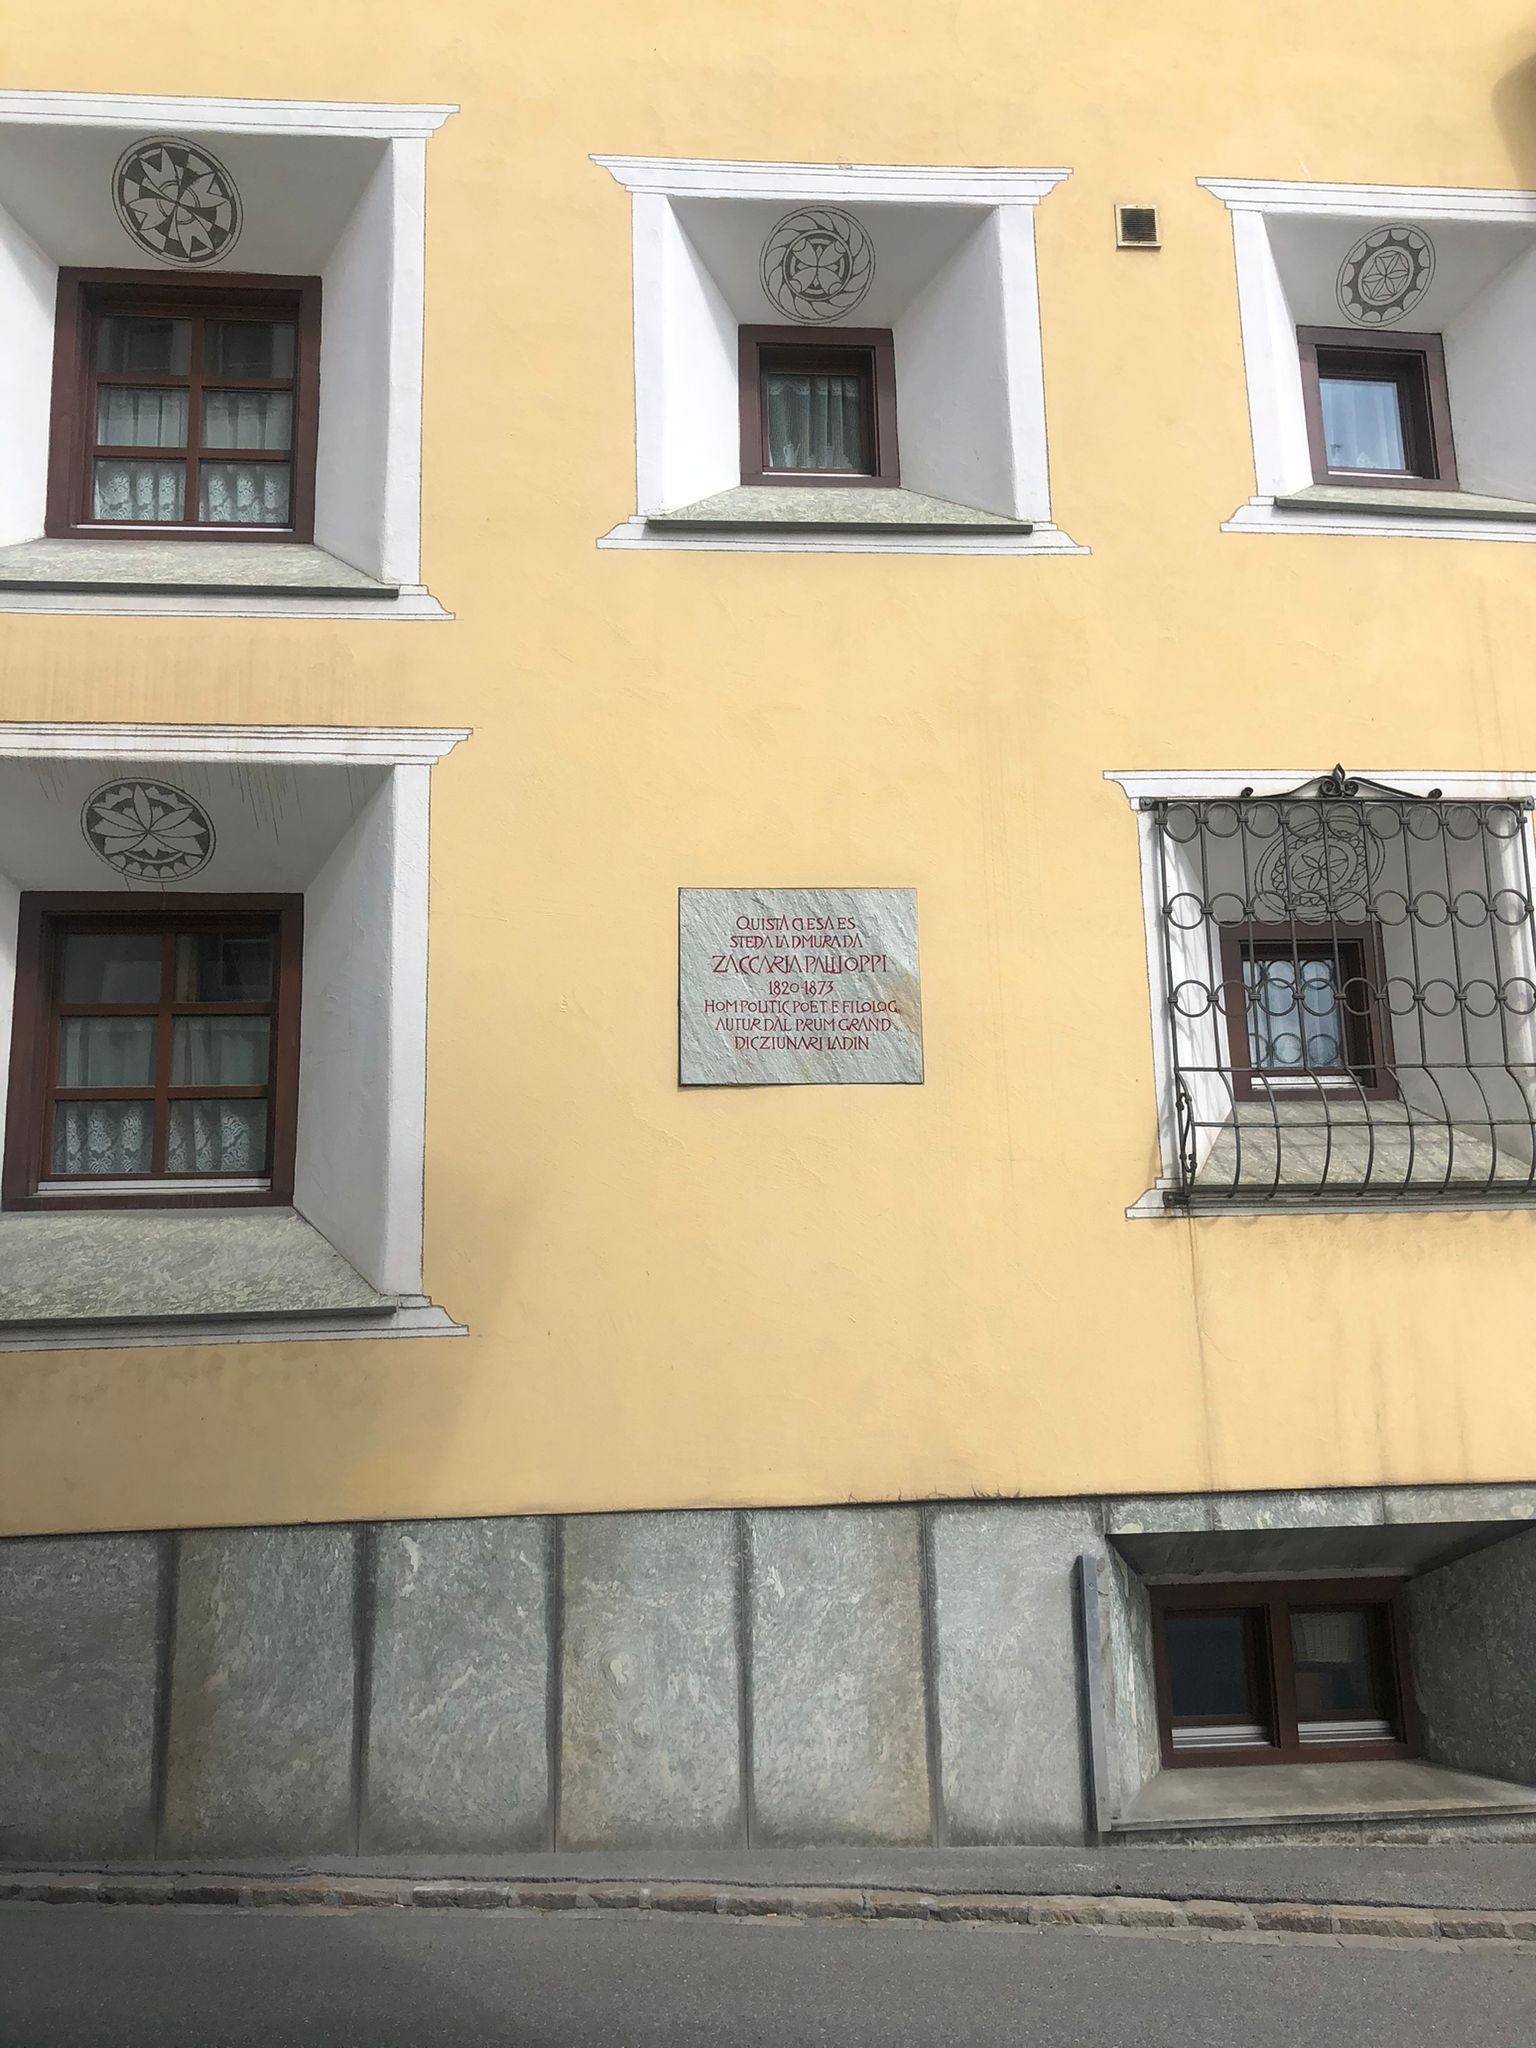 QUISTA CIESA ES
STEDA LA DMURA DA
ZACCARIA PALLIOPPI
1820-1873
HOM POLITIC POET E FILOLOG
AUTUR DAL PRUM GRAND
DICZIUNARI LADIN